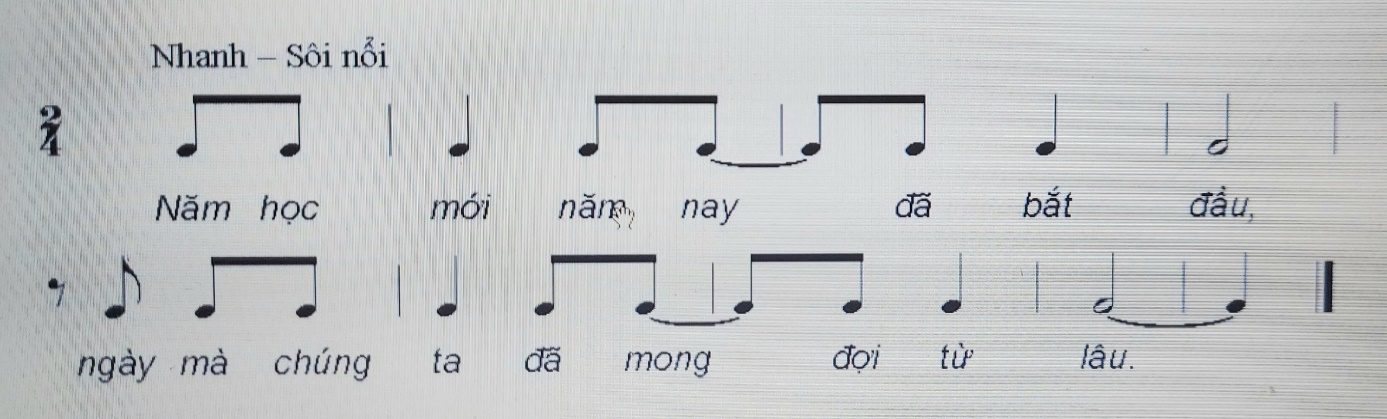 Nhanh – Sôi nổi
2
4
Năm học mới năm nay đã bắt đầu,
ngày mà chúng ta đã mong đợi từ lâu.